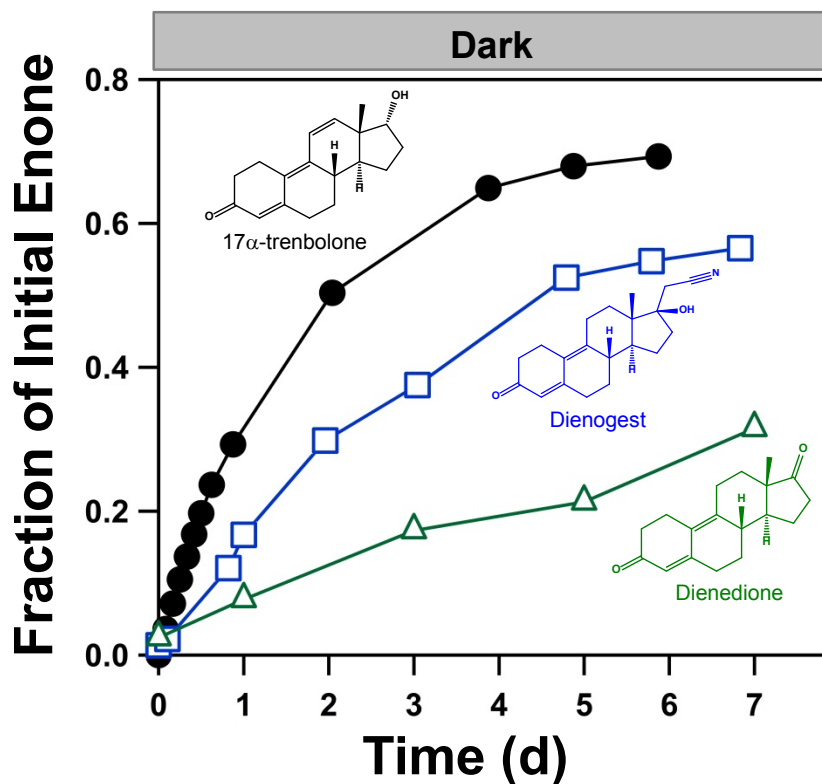 Dark
Fraction of Initial Enone
0.8
0.6
0.4
0.2
0.0
OH
H
H
O
17α-trenbolone
N
OH
H
H
O
Dienogest
O
H
H
O
Dienedione
0 1 2 3 4 5 6 7
Time (d)